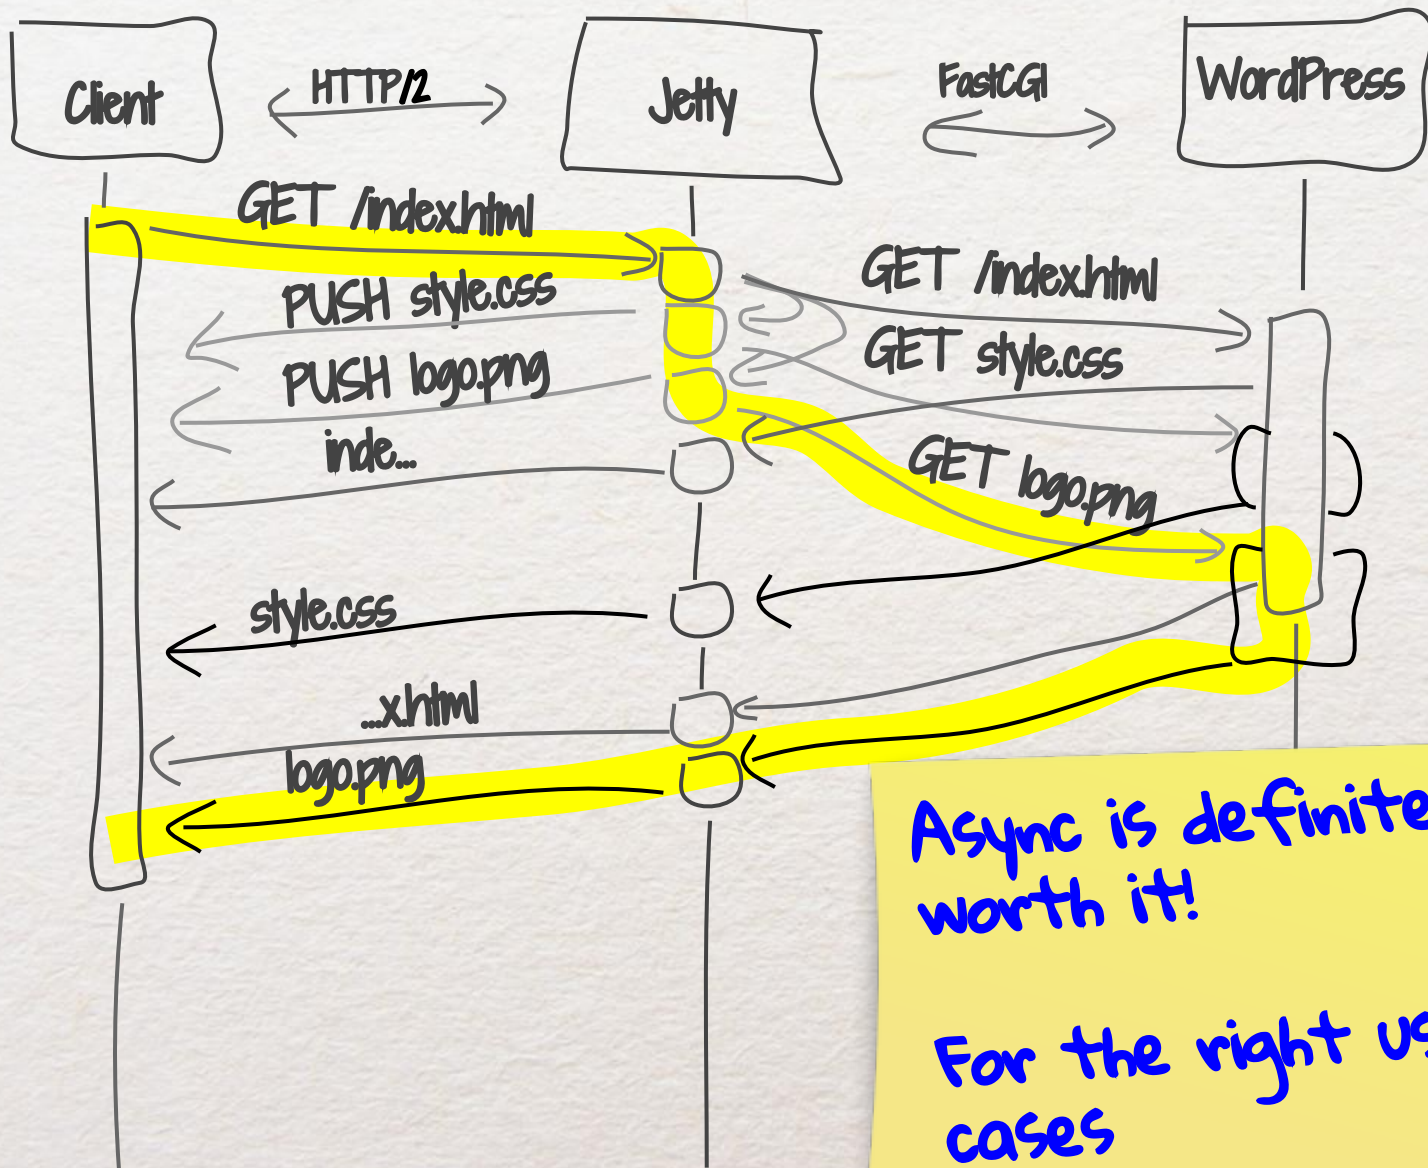 Client
HTTP/2
Jetty
FastCGI
WordPress
GET /index.html
PUSH style.css
PUSH logo.png
inde...
GET /index.html
GET style.css
GET logo.png
style.css
...x.html
logo.png
Async is
worth it!
For the right
cases